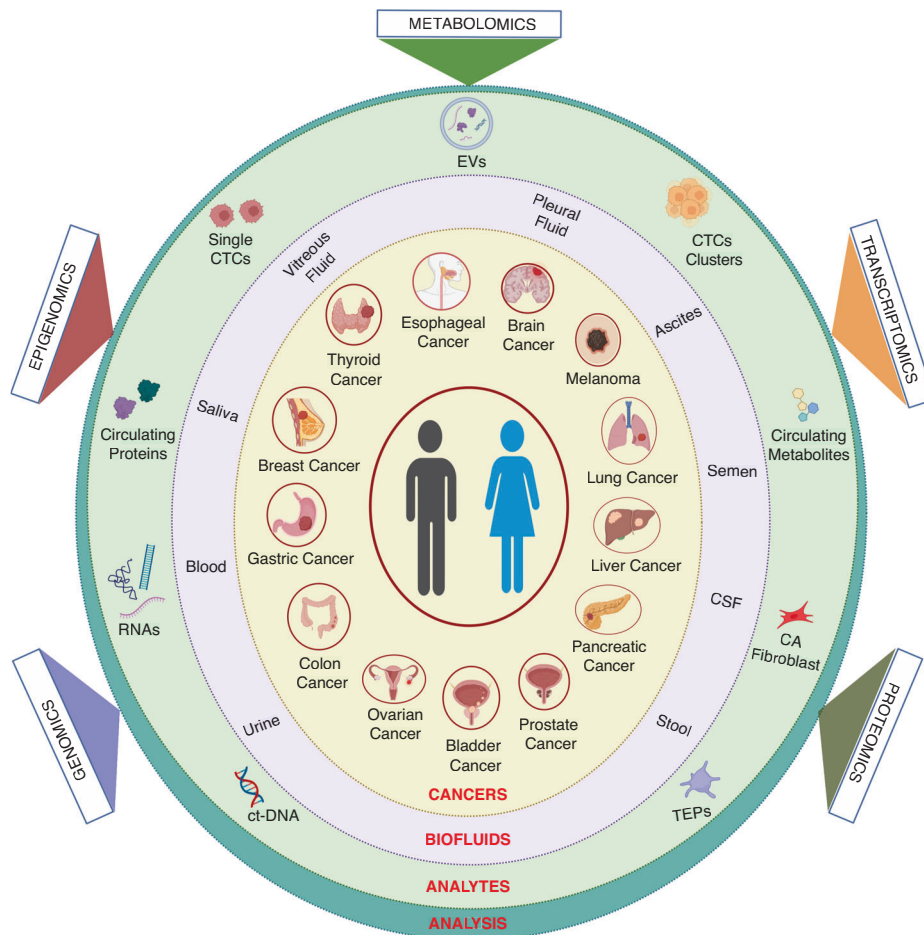 METABOLOMICS
EVs
Single
CTCs
CTCs
Clusters
Pleural
Fluid
Vitreous
Fluid
EPIGENOMICS
TRANSCRIPTOMICS
Esophageal
Cancer
Brain
Cancer
Ascites
Thyroid
Cancer
Melanoma
Saliva
Circulating
Proteins
Breast Cancer
Lung Cancer
Semen
Circulating
Metabolites
Blood
Gastric Cancer
Liver Cancer
CSF
RNAs
Colon
Cancer
Pancreatic
Cancer
CA
Fibroblast
GENOMICS
PROTEOMICS
Urine
Ovarian
Cancer
Bladder
Cancer
Prostate
Cancer
Stool
ct-DNA
TEPs
CANCERS
BIOFLUIDS
ANALYTES
ANALYSIS